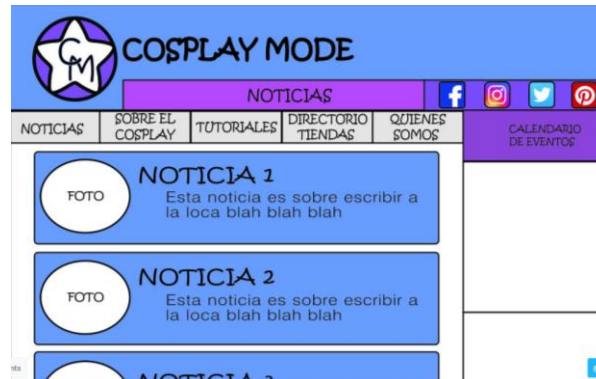 CM
COSPLAY MODE
NOTICIAS
NOTICIAS
SOBRE EL
COSPLAY
TUTORIALES
DIRECTORIO
TIENDAS
QUIENES
SOMOS
CALENDARIO
DE EVENTOS
FOTO
NOTICIA 1
Esta noticia es sobre escribir a
la loca blah blah blah
FOTO
NOTICIA 2
Esta noticia es sobre escribir a
la loca blah blah blah